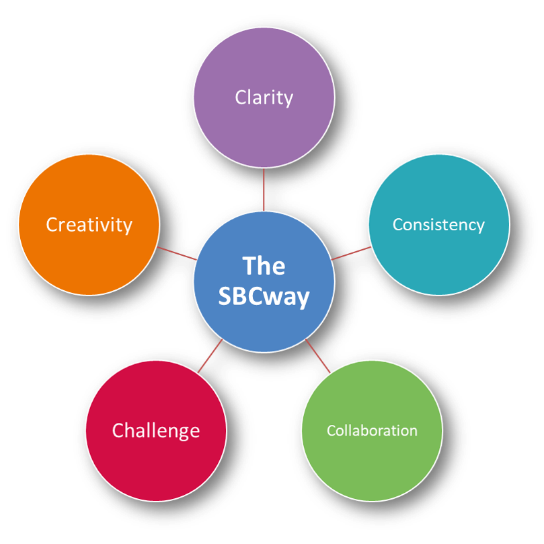 Clarity
Creativity
Consistency
The
SBCway
Challenge
Collaboration